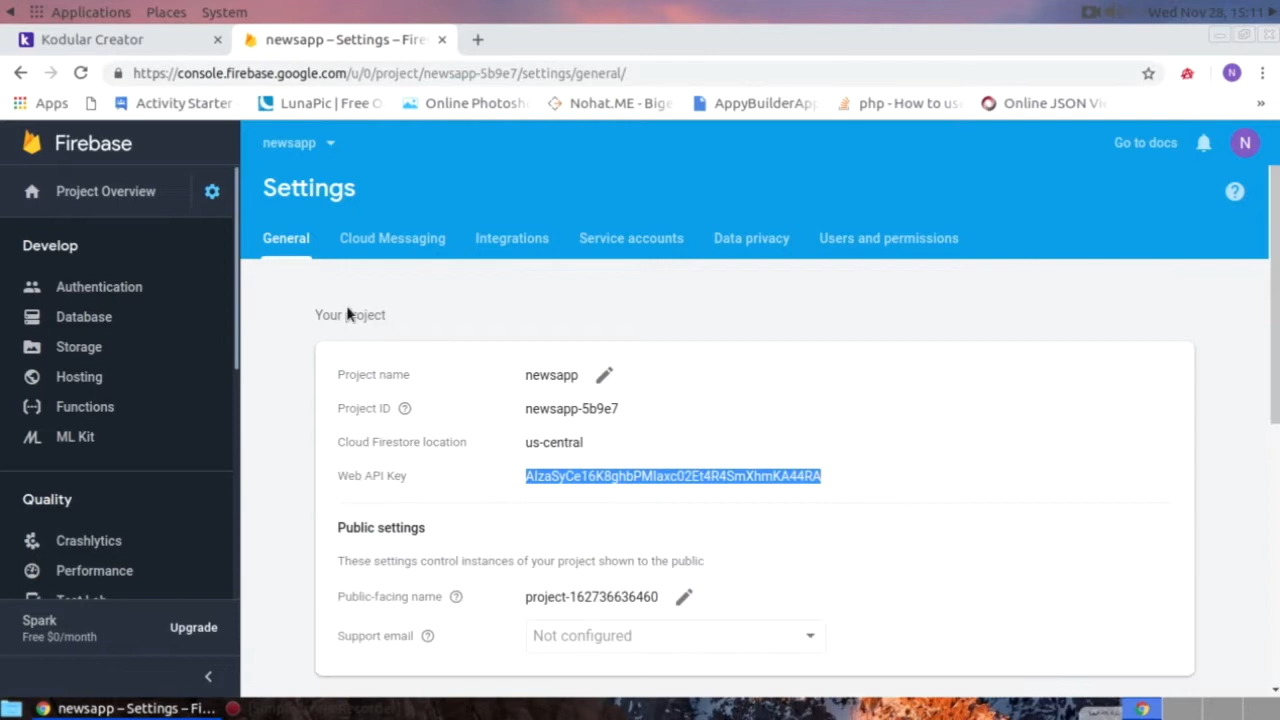 Applications Places System Wed Nov 28, 15:11
Kodular Creator newsapp – Settings – Fire
https://console.firebase.google.com/u/0/project/newsapp-5b9e7/settings/general/ N
Apps Activity Starter LunaPic | Free O Online Photosh Nohat.ME - Bige AppyBuilderApp php - How to us Online JSON Vi »
Firebase newsapp Go to docs N
Project Overview Settings
General Cloud Messaging Integrations Service accounts Data privacy Users and permissions
Develop
Authentication
Database
Storage
Hosting
Functions
ML Kit
Quality
Crashlytics
Performance
Test Lab
Spark
Free $0/month Upgrade
Your project
Project name newsapp
Project ID newsapp-5b9e7
Cloud Firestore location us-central
Web API Key AIzaSyCe16K8ghbPMIaxc02Et4R4SmXhmKA44RA
Public settings
These settings control instances of your project shown to the public
Public-facing name project-162736636460
Support email Not configured
newsapp – Settings – Fi...